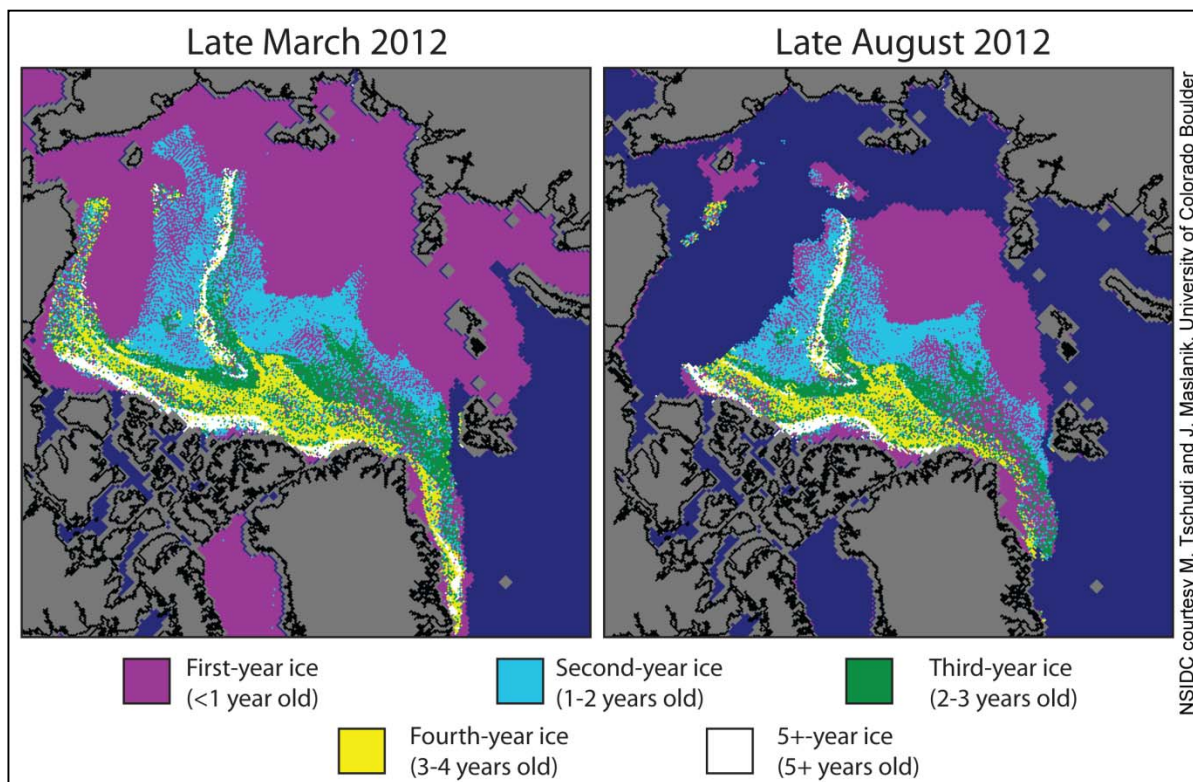 Late March 2012
Late August 2012
NSIDC courtesy M. Tschudi and J. Maslanik, University of Colorado Boulder
First-year ice
(<1 year old)
Second-year ice
(1-2 years old)
Third-year ice
(2-3 years old)
Fourth-year ice
(3-4 years old)
5+-year ice
(5+ years old)